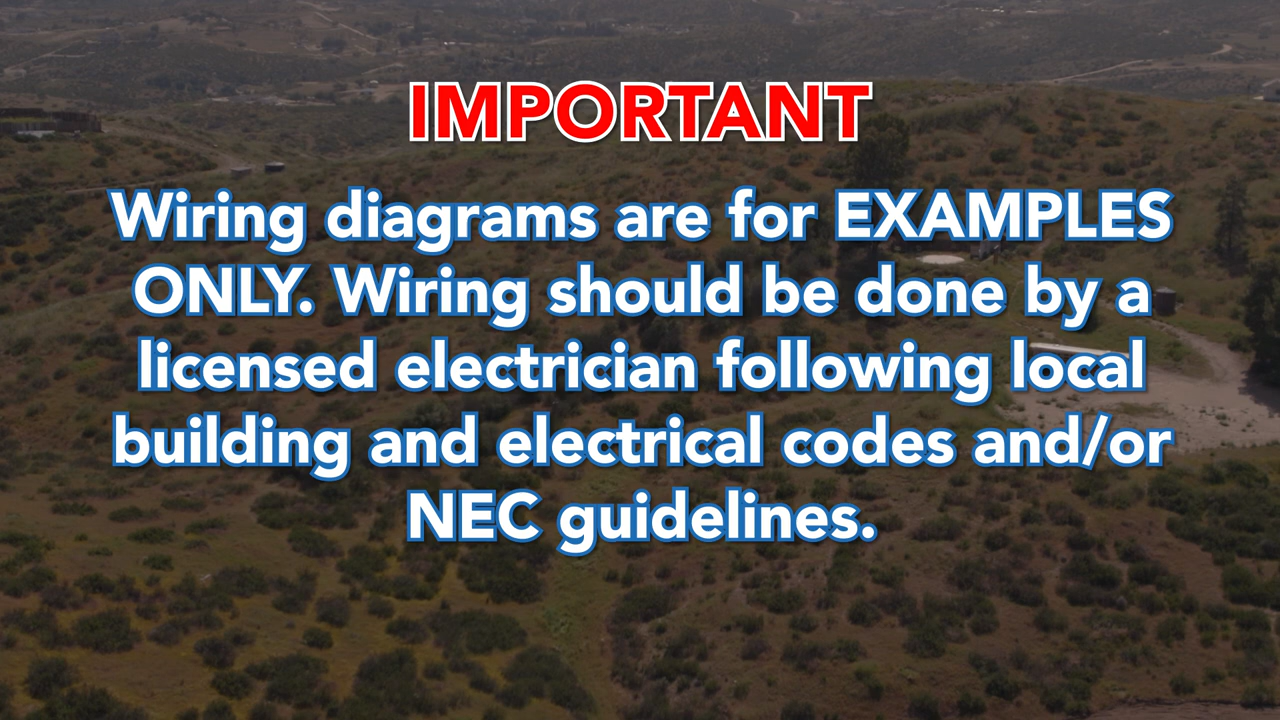 IMPORTANT
Wiring diagrams are for EXAMPLES
ONLY. Wiring should be done by a
licensed electrician following local
building and electrical codes and/or
NEC guidelines.